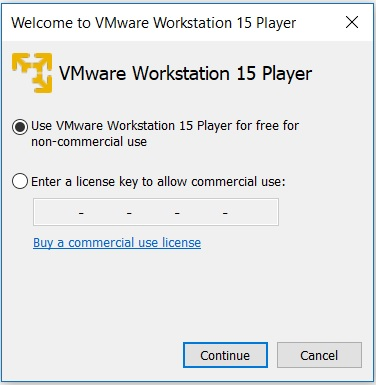 Welcome to VMware Workstation 15 Player
VMware Workstation 15 Player
Use VMware Workstation 15 Player for free for
non-commercial use
Enter a license key to allow commercial use:
- - - -
Buy a commercial use license
Continue Cancel